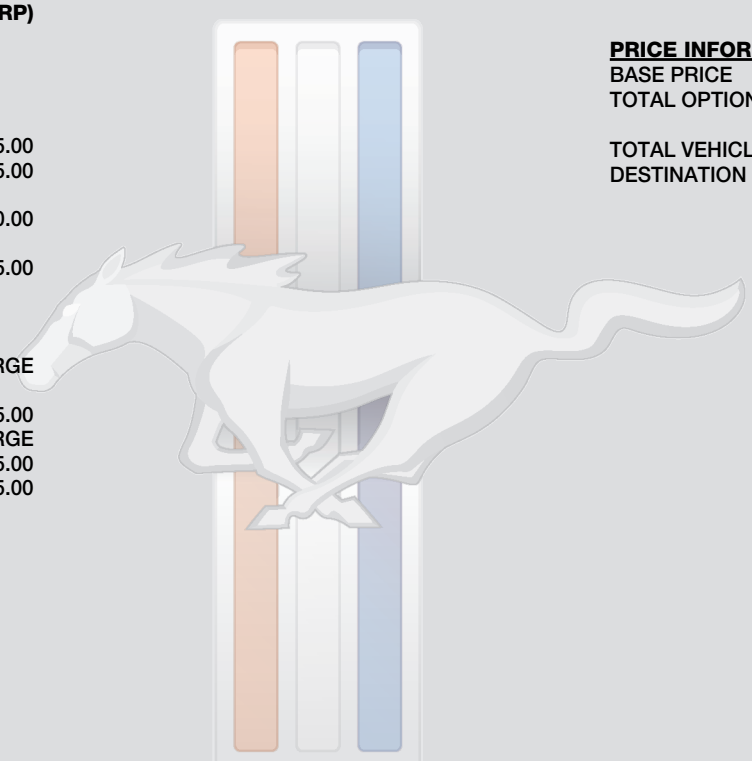 RP)
5.00
5.00
0.00
5.00
RGE
5.00
RGE
5.00
5.00
PRICE INFOR
BASE PRICE
TOTAL OPTION
TOTAL VEHICL
DESTINATION